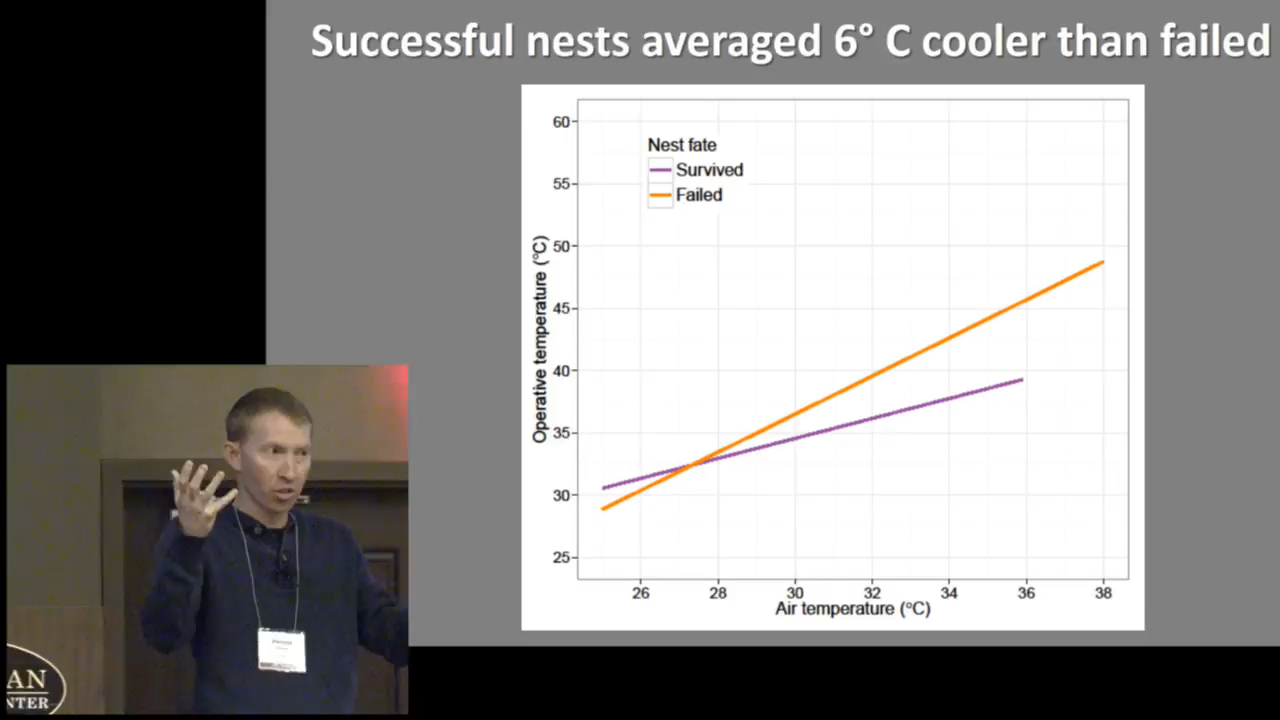 Successful nests averaged 6° C cooler than failed
60
55
50
45
40
35
30
25
Operative temperature (°C)
Nest fate
Survived
Failed
26 28 30 32 34 36 38
Air temperature (°C)
AN
NTER